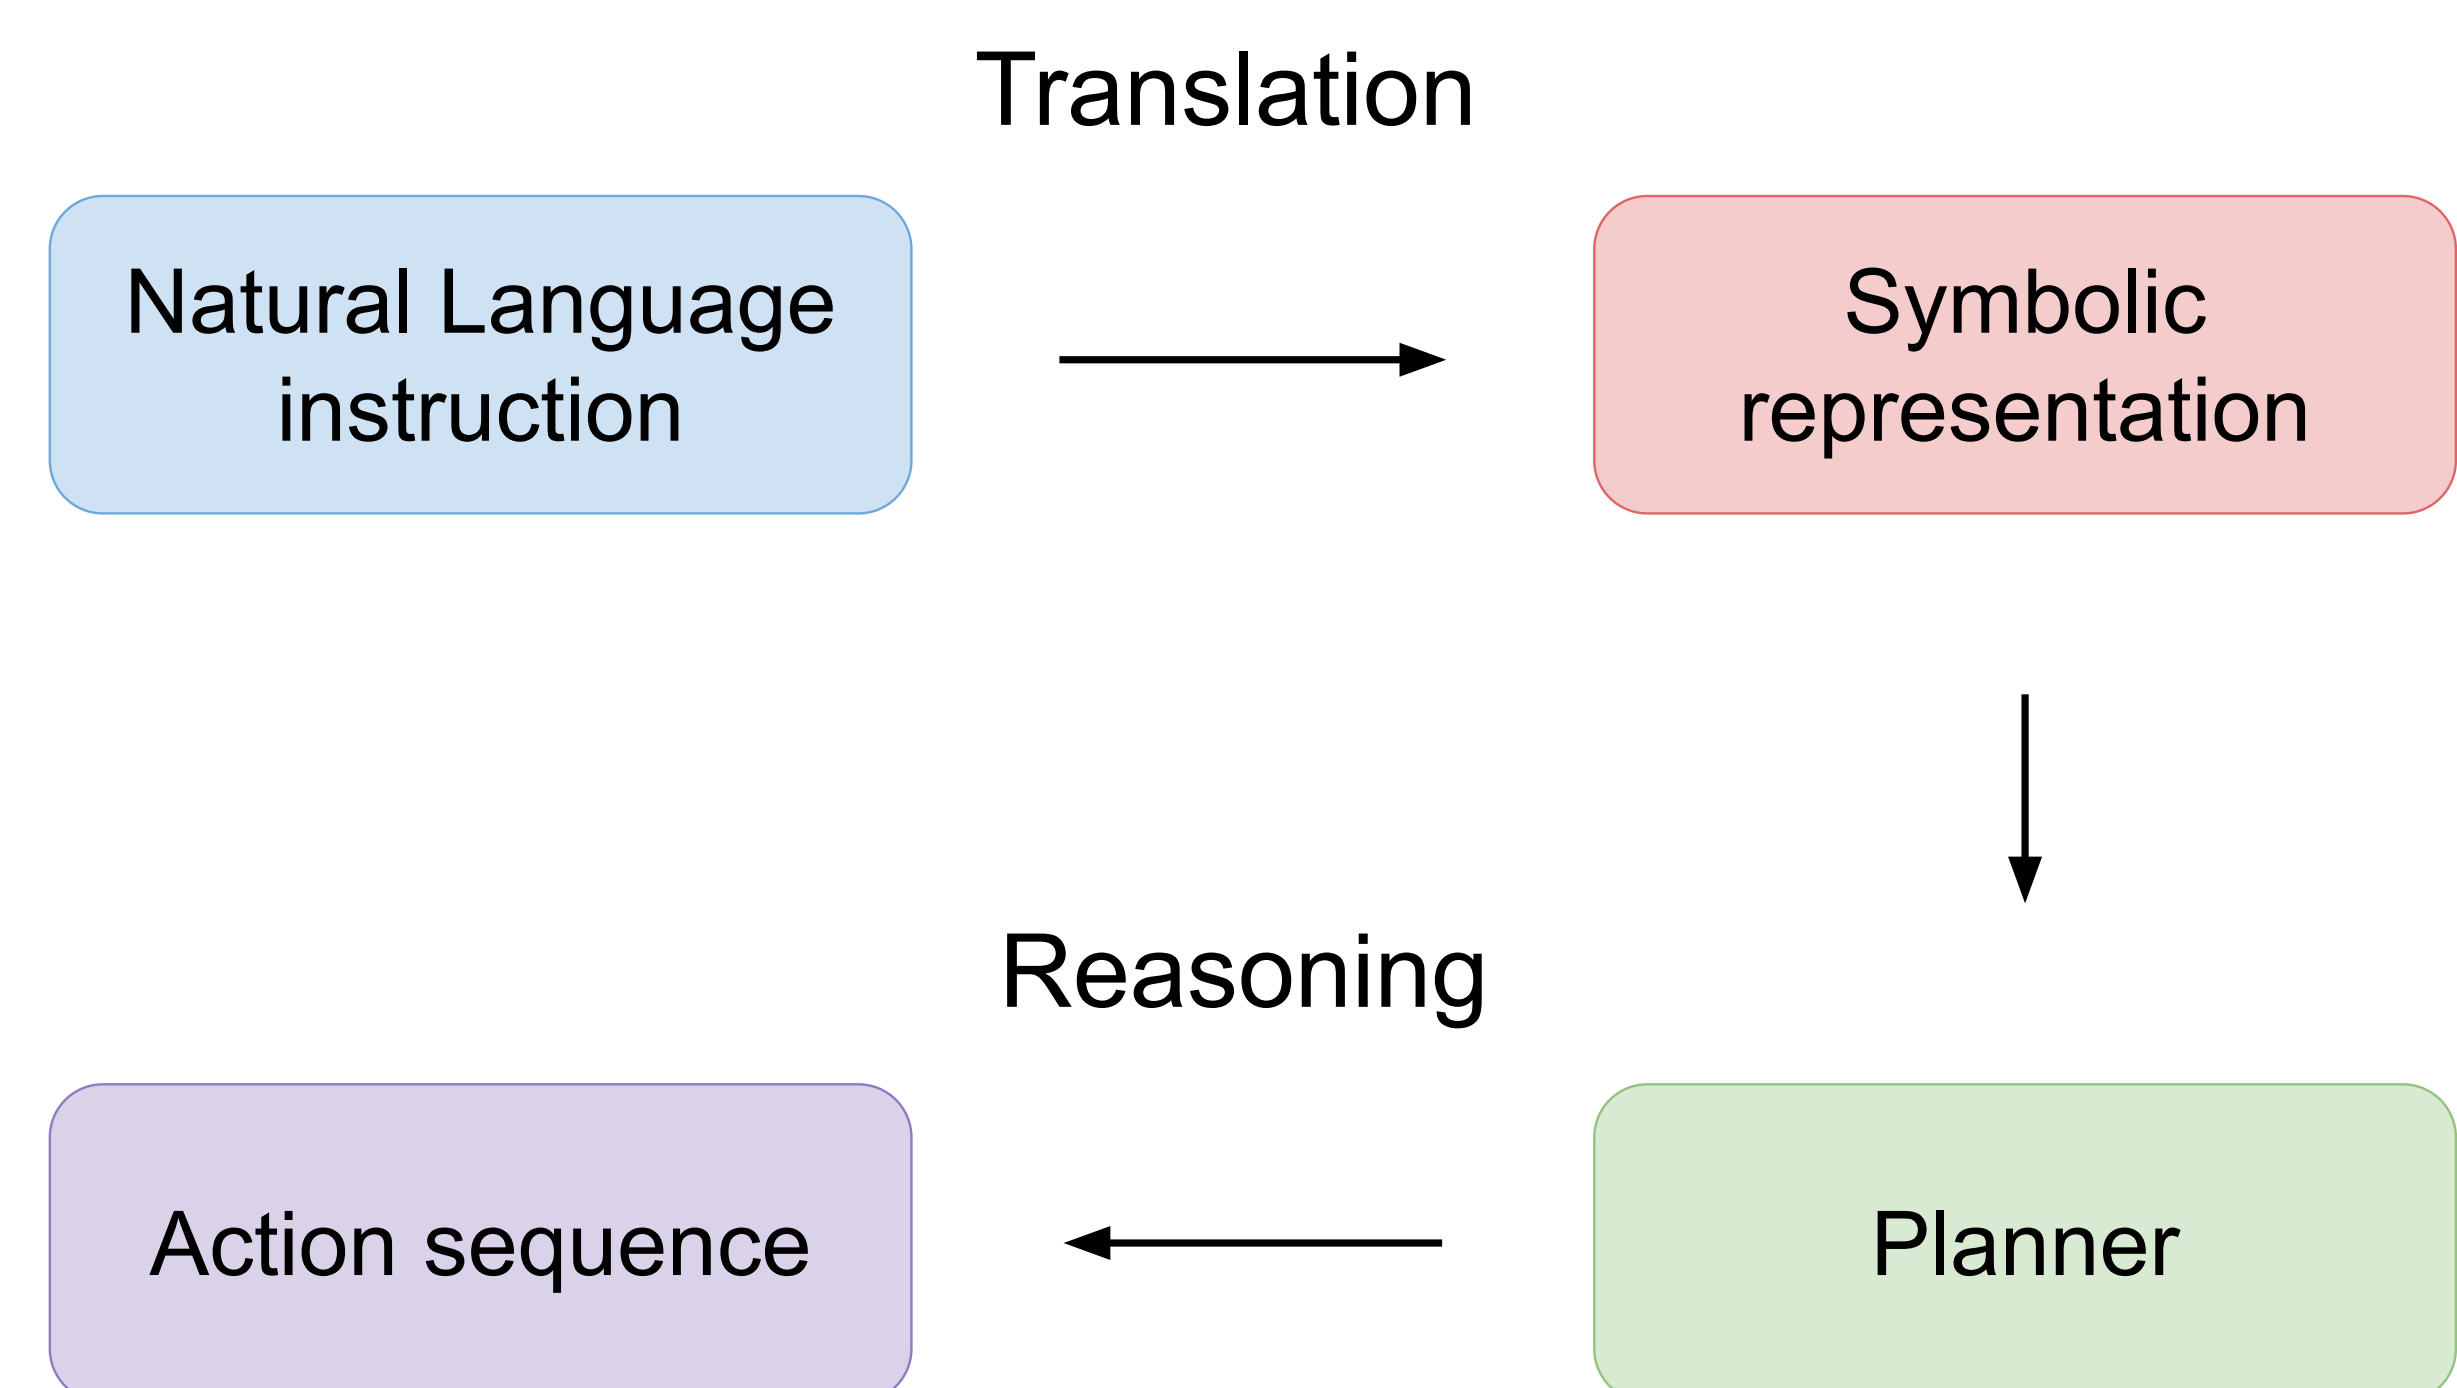 Translation
Natural Language
instruction
Symbolic
representation
Reasoning
Action sequence
Planner